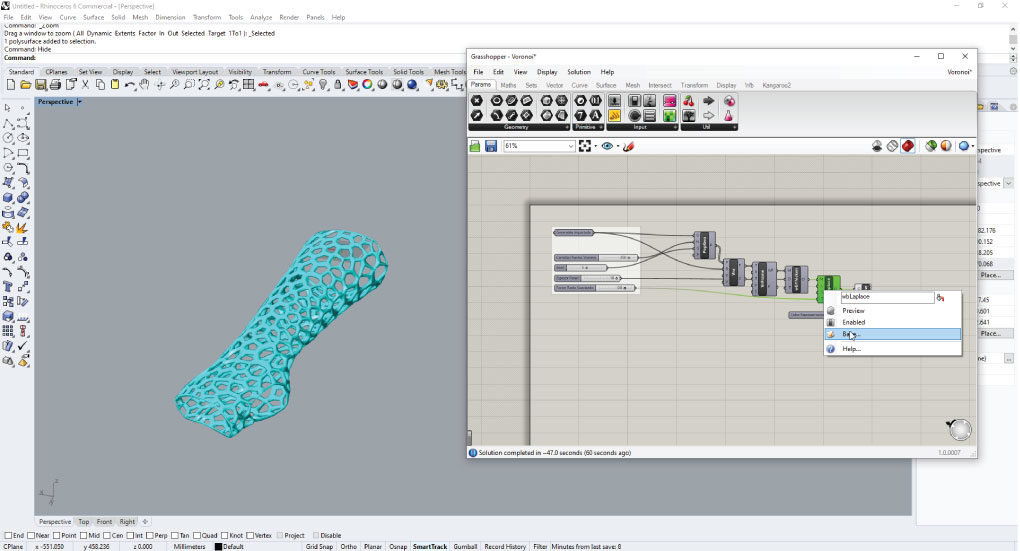 Untitled - Rhinoceros 6 Commercial - [Perspective]
File Edit View Curve Surface Solid Mesh Dimension Transform Tools Analyze Render Panels Help
Command: _Zoom
Drag a window to zoom ( All Dynamic Extents Factor In Out Selected Target 1To1 ): _Selected
1 polysurface added to selection.
Command: Hide
Command:
Standard CPlanes Set View Display Select Viewport Layout Visibility Transform Curve Tools Surface Tools Solid Tools Mesh Tools
Perspective
Grasshopper - Voronoi*
File Edit View Display Solution Help Voronoi*
Params Maths Sets Vector Curve Surface Mesh Intersect Transform Display Wb Kangaroo2
Geometry + Primitive + Input + Util +
61%
wbLaplace
Preview
Enabled
Help...
Solution completed in ~47.0 seconds (60 seconds ago) 1.0.0007
spective
spective
82.176
00.152
8.205
0.068
Place...
7.45
.601
.641
Place...
z
x
Perspective Top Front Right
End Near Point Mid Cen Int Perp Tan Quad Knot Vertex Project Disable
CPlane x -551.050 y 458.236 z 0.000 Millimeters Default Grid Snap Ortho Planar Osnap SmartTrack Gumball Record History Filter Minutes from last save: 8